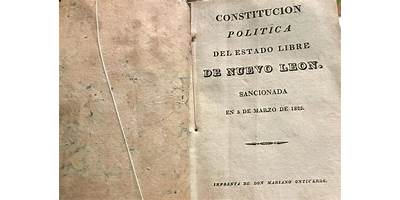 CONSTITUCION
POLITICA
DEL ESTADO LIBRE
DE NUEVO LEON.
SANCIONADA
EN 5 DE MARZO DE 1825.
IMPRENTA DE DON MARIANO ONTIVEROS.